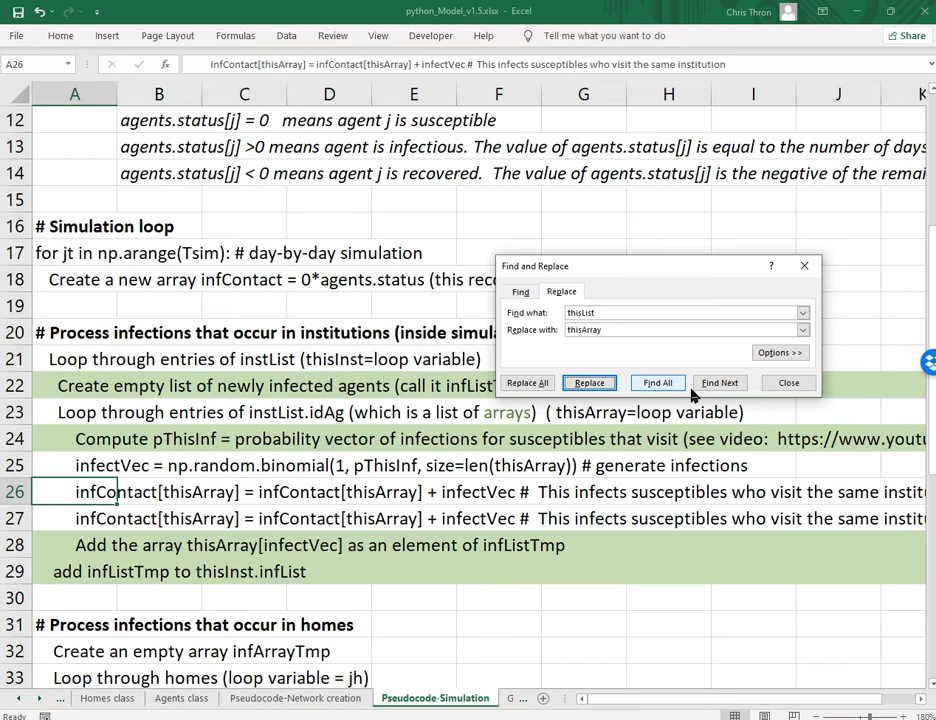 python_Model_v1.5.xlsx - Excel
Chris Thron
File Home Insert Page Layout Formulas Data Review View Developer Help Tell me what you want to do Share
A26 fx infContact[thisArray] = infContact[thisArray] + infectVec # This infects susceptibles who visit the same institution
A B C D E F G H I J K
12 agents.status[j] = 0 means agent j is susceptible
13 agents.status[j] >0 means agent is infectious. The value of agents.status[j] is equal to the number of days
14 agents.status[j] < 0 means agent j is recovered. The value of agents.status[j] is the negative of the remai
15
16 # Simulation loop
17 for jt in np.arange(Tsim): # day-by-day simulation
18 Create a new array infContact = 0*agents.status (this rec
19
20 # Process infections that occur in institutions (inside simul
21 Loop through entries of instList (thisInst=loop variable)
22 Create empty list of newly infected agents (call it infListT
23 Loop through entries of instList.idAg (which is a list of arrays) ( thisArray=loop variable)
24 Compute pThisInf = probability vector of infections for susceptibles that visit (see video: https://www.youtu
25 infectVec = np.random.binomial(1, pThisInf, size=len(thisArray)) # generate infections
26 infContact[thisArray] = infContact[thisArray] + infectVec # This infects susceptibles who visit the same instit
27 infContact[thisArray] = infContact[thisArray] + infectVec # This infects susceptibles who visit the same instit
28 Add the array thisArray[infectVec] as an element of infListTmp
29 add infListTmp to thisInst.infList
30
31 # Process infections that occur in homes
32 Create an empty array infArrayTmp
33 Loop through homes (loop variable = jh)
Find and Replace ?
Find Replace
Find what: thisList
Replace with: thisArray
Options >>
Replace All Replace Find All Find Next Close
... Homes class Agents class Pseudocode-Network creation Pseudocode-Simulation G ...
Ready 180%